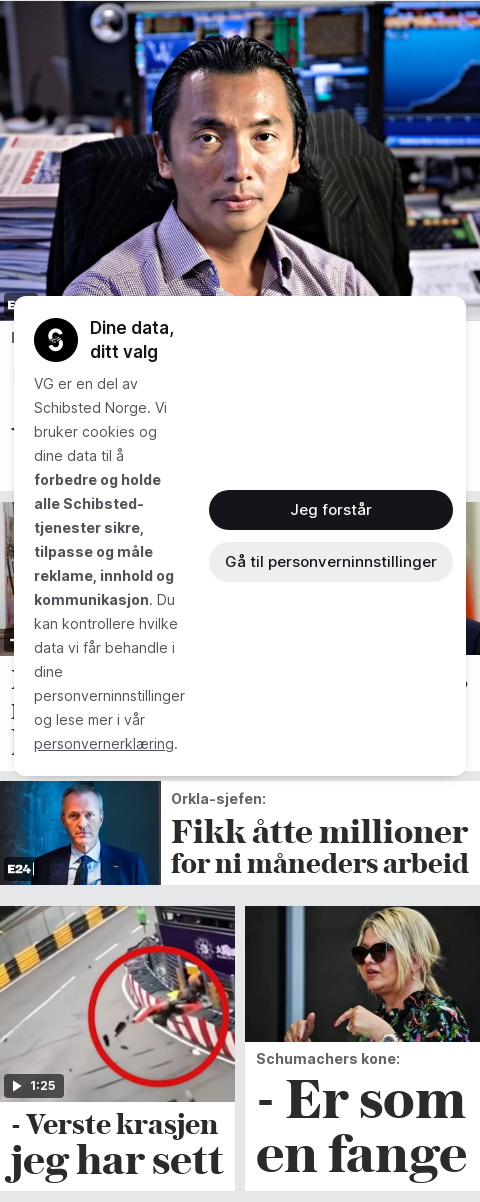 Dine data,
ditt valg
VG er en del av
Schibsted Norge. Vi
bruker cookies og
dine data til å
forbedre og holde
alle Schibsted-
tjenester sikre,
tilpasse og måle
reklame, innhold og
kommunikasjon. Du
kan kontrollere hvilke
data vi får behandle i
dine
personverninnstillinger
og lese mer i vår
personvernerklæring.
Jeg forstår
Gå til personverninnstillinger
E24
Orkla-sjefen:
Fikk åtte millioner
for ni måneders arbeid
1:25
- Verste krasjen
jeg har sett
Schumachers kone:
- Er som
en fange